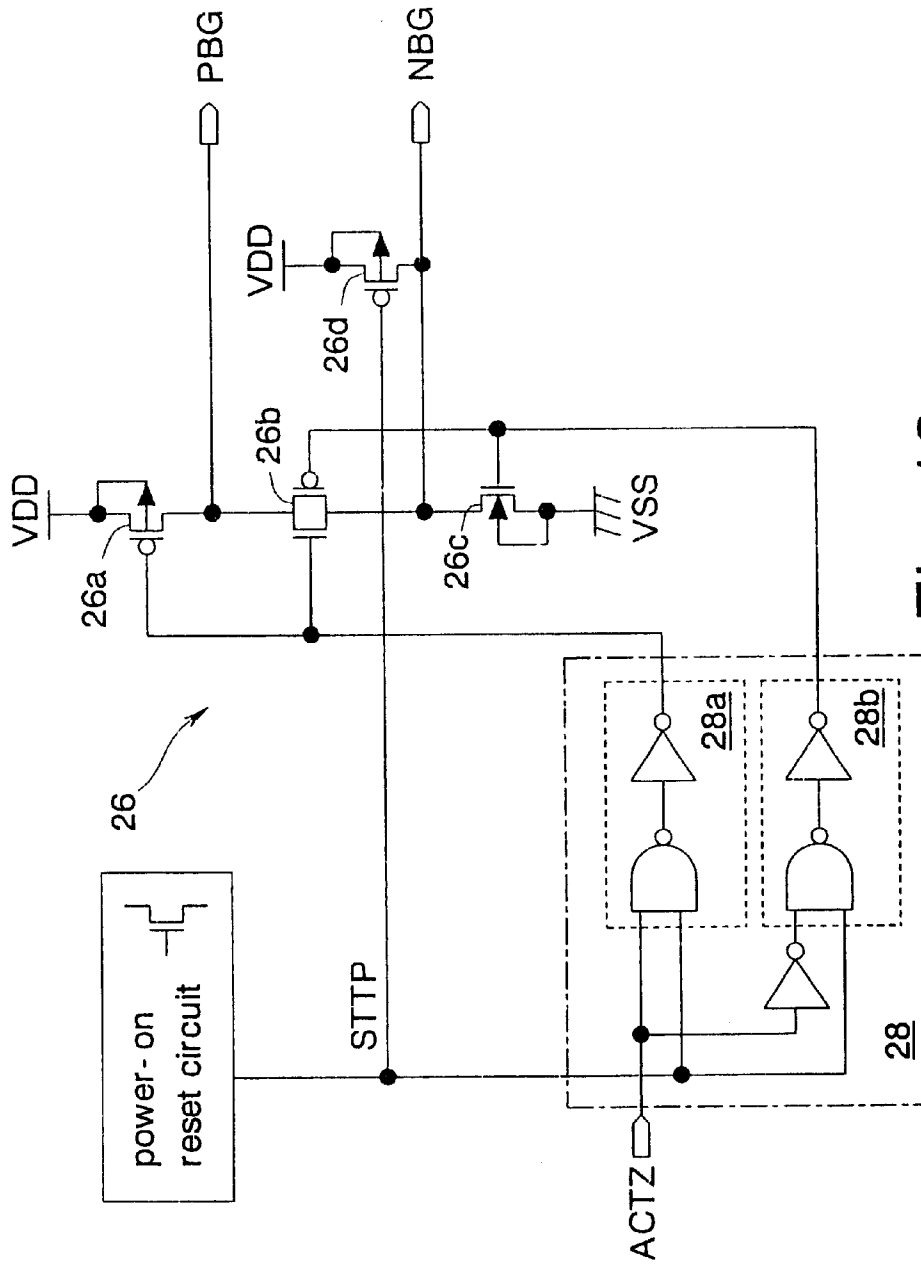 power-on
reset circuit
26
VDD
26a
PBG
26b
VDD
26d
NBG
26c
VSS
STTP
ACTZ
28a
28b
28